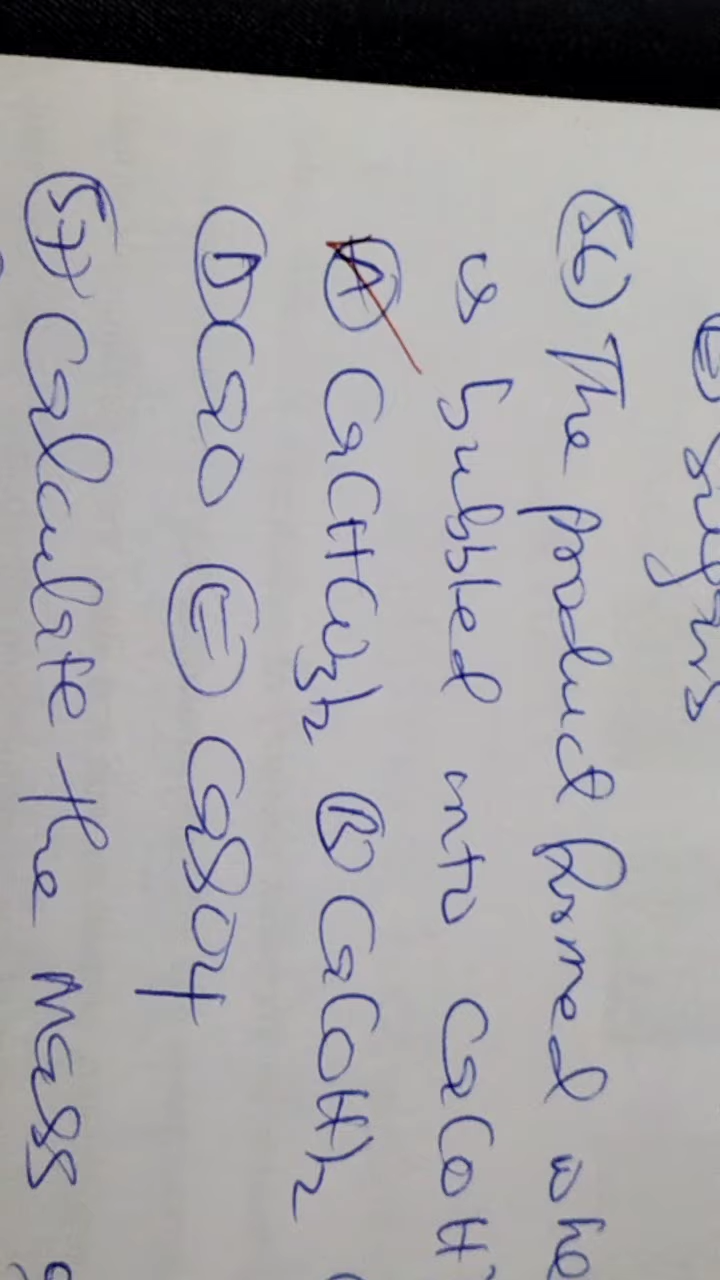 E sugars
56 The product formed whe
is bubbled into Ca(OH)
A Ca(HCO3)2 B Ca(OH)2
D CaO E CaSO4
57 Calculate the mass